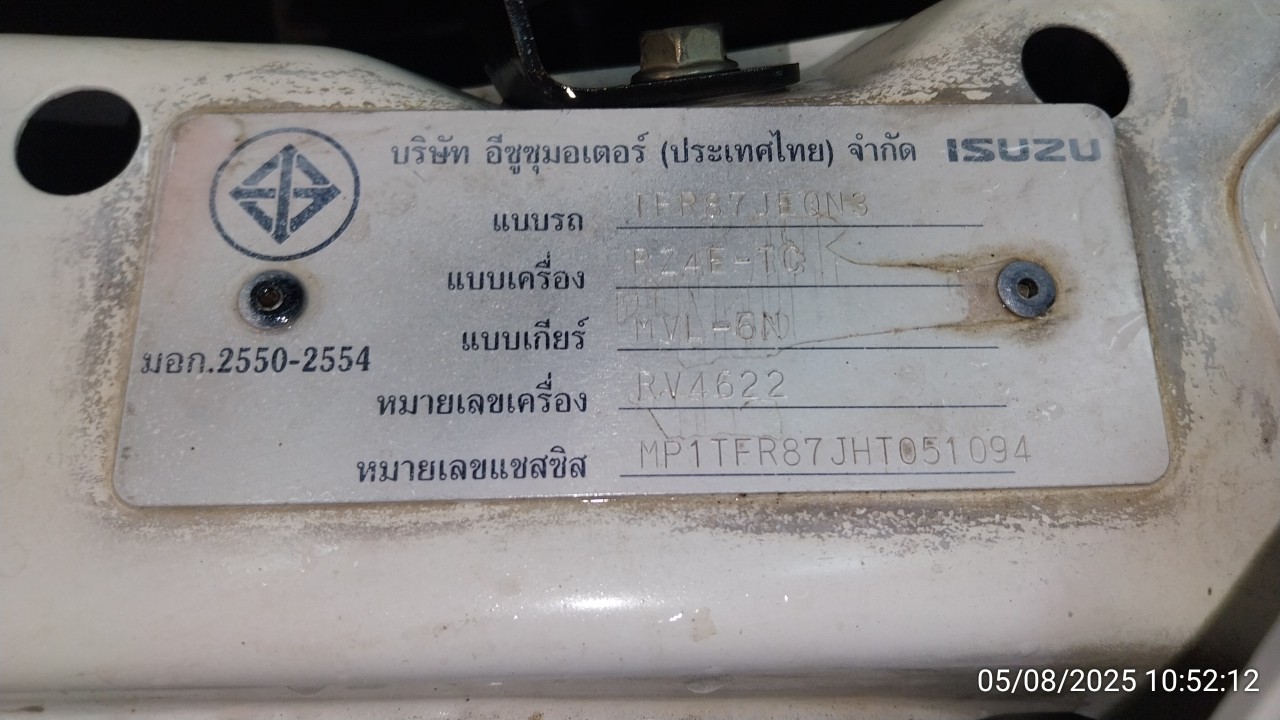 บริษัท อีซูซุมอเตอร์ (ประเทศไทย) จำกัด ISUZU
แบบรถ TFR87JEQN3
แบบเครื่อง RZ4E-TC
แบบเกียร์ MVL-6N
มอก.2550-2554
หมายเลขเครื่อง RV4622
หมายเลขแชสซิส MP1TFR87JHT051094
05/08/2025 10:52:12